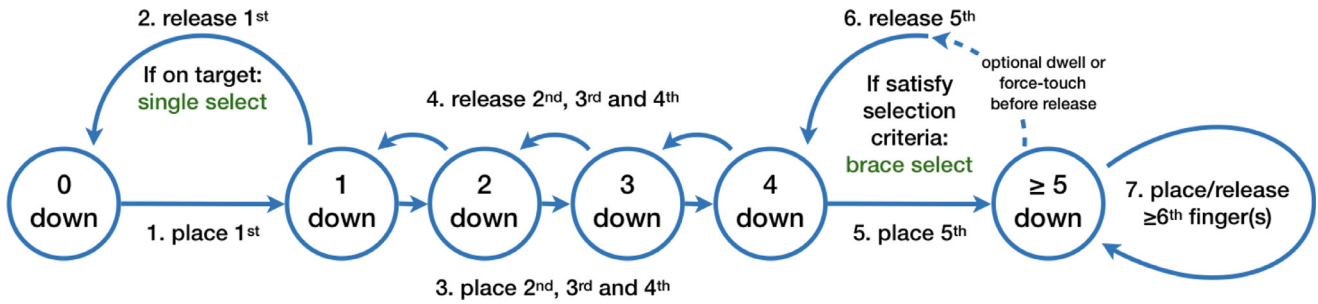 2. release 1st
If on target:
single select
4. release 2nd, 3rd and 4th
6. release 5th
optional dwell or
force-touch
before release
If satisfy
selection
criteria:
brace select
0
down
1
down
2
down
3
down
4
down
≥ 5
down
7. place/release
≥6th finger(s)
1. place 1st
3. place 2nd, 3rd and 4th
5. place 5th